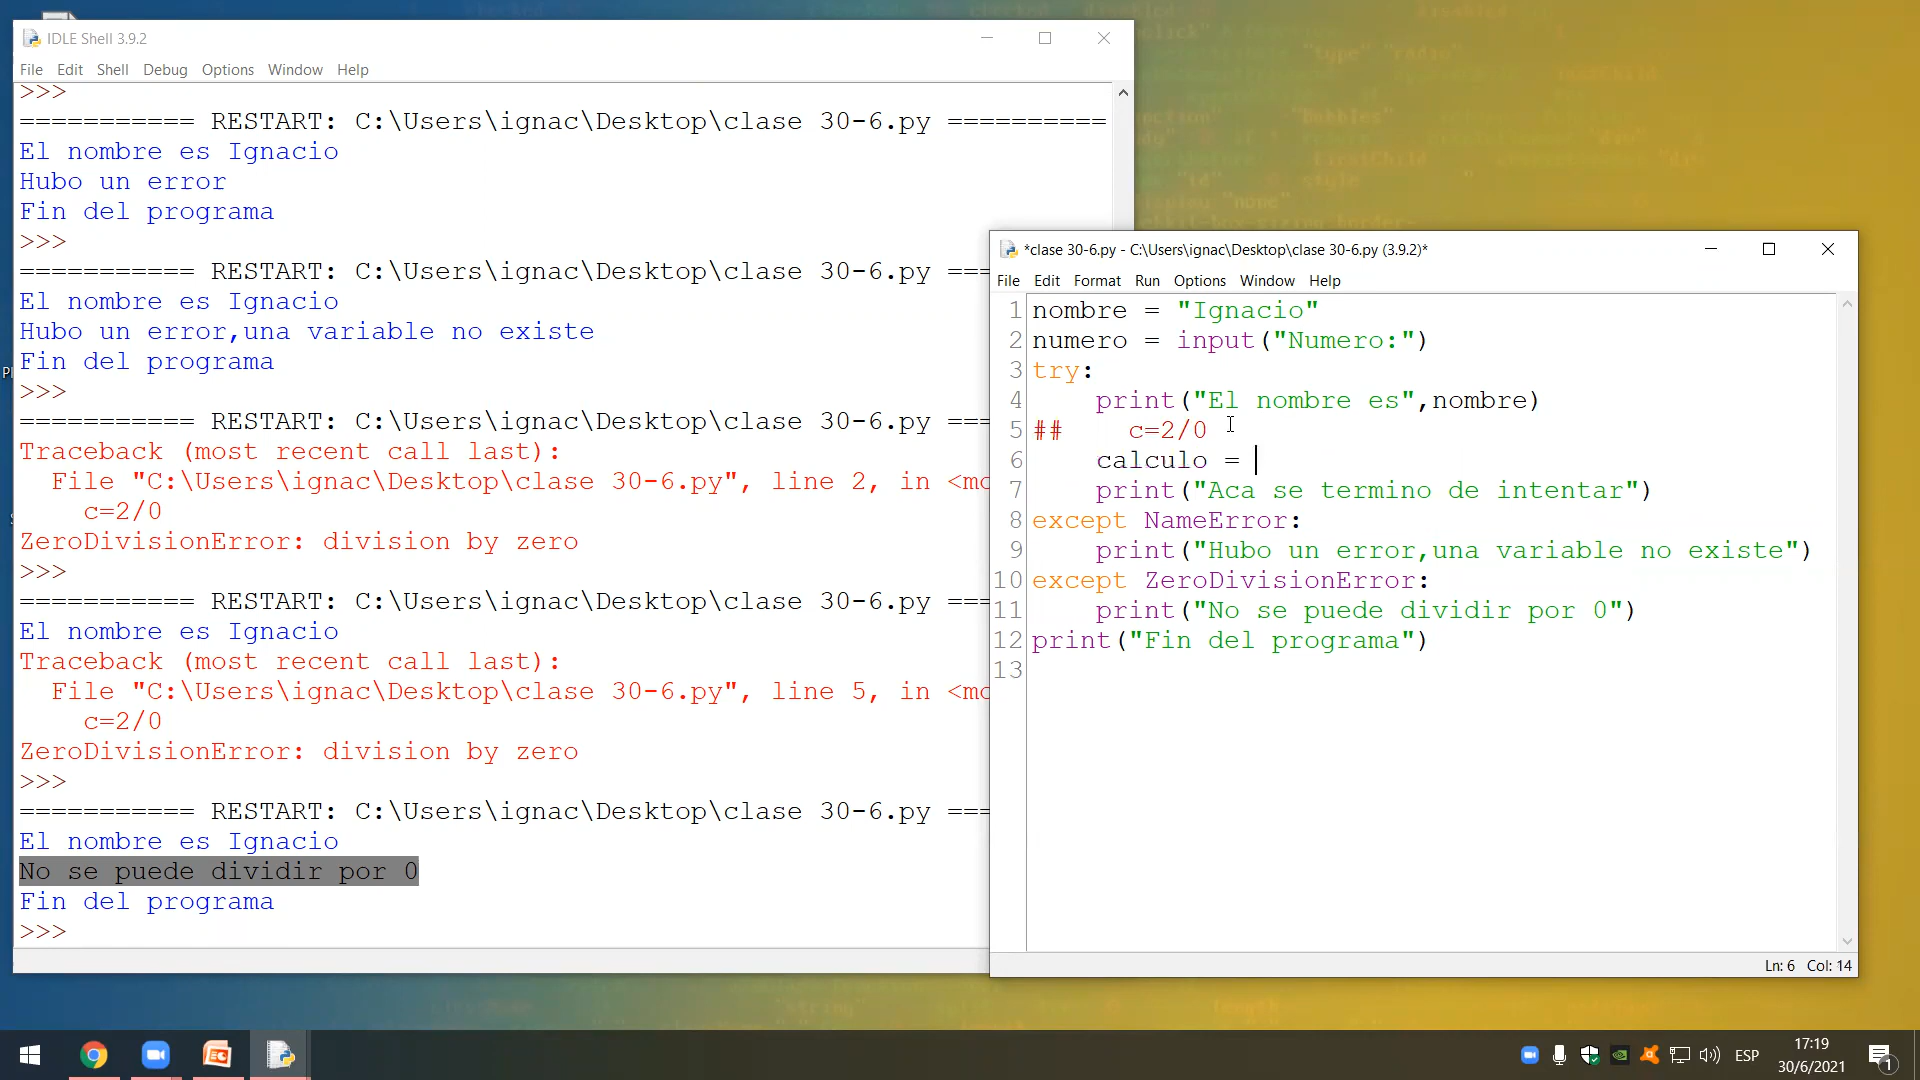 IDLE Shell 3.9.2
File Edit Shell Debug Options Window Help
>>>
=========== RESTART: C:\Users\ignac\Desktop\clase 30-6.py ==========
El nombre es Ignacio
Hubo un error
Fin del programa
>>>
=========== RESTART: C:\Users\ignac\Desktop\clase 30-6.py ===
El nombre es Ignacio
Hubo un error,una variable no existe
Fin del programa
>>>
=========== RESTART: C:\Users\ignac\Desktop\clase 30-6.py ===
Traceback (most recent call last):
File "C:\Users\ignac\Desktop\clase 30-6.py", line 2, in <mo
c=2/0
ZeroDivisionError: division by zero
>>>
=========== RESTART: C:\Users\ignac\Desktop\clase 30-6.py ===
El nombre es Ignacio
Traceback (most recent call last):
File "C:\Users\ignac\Desktop\clase 30-6.py", line 5, in <mo
c=2/0
ZeroDivisionError: division by zero
>>>
=========== RESTART: C:\Users\ignac\Desktop\clase 30-6.py ===
El nombre es Ignacio
No se puede dividir por 0
Fin del programa
>>>
*clase 30-6.py - C:\Users\ignac\Desktop\clase 30-6.py (3.9.2)*
File Edit Format Run Options Window Help
1 nombre = "Ignacio"
2 numero = input("Numero:")
3 try:
4 print("El nombre es",nombre)
5 ## c=2/0
6 calculo =
7 print("Aca se termino de intentar")
8 except NameError:
9 print("Hubo un error,una variable no existe")
10 except ZeroDivisionError:
11 print("No se puede dividir por 0")
12 print("Fin del programa")
13
Ln: 6 Col: 14
ESP
17:19
30/6/2021
1